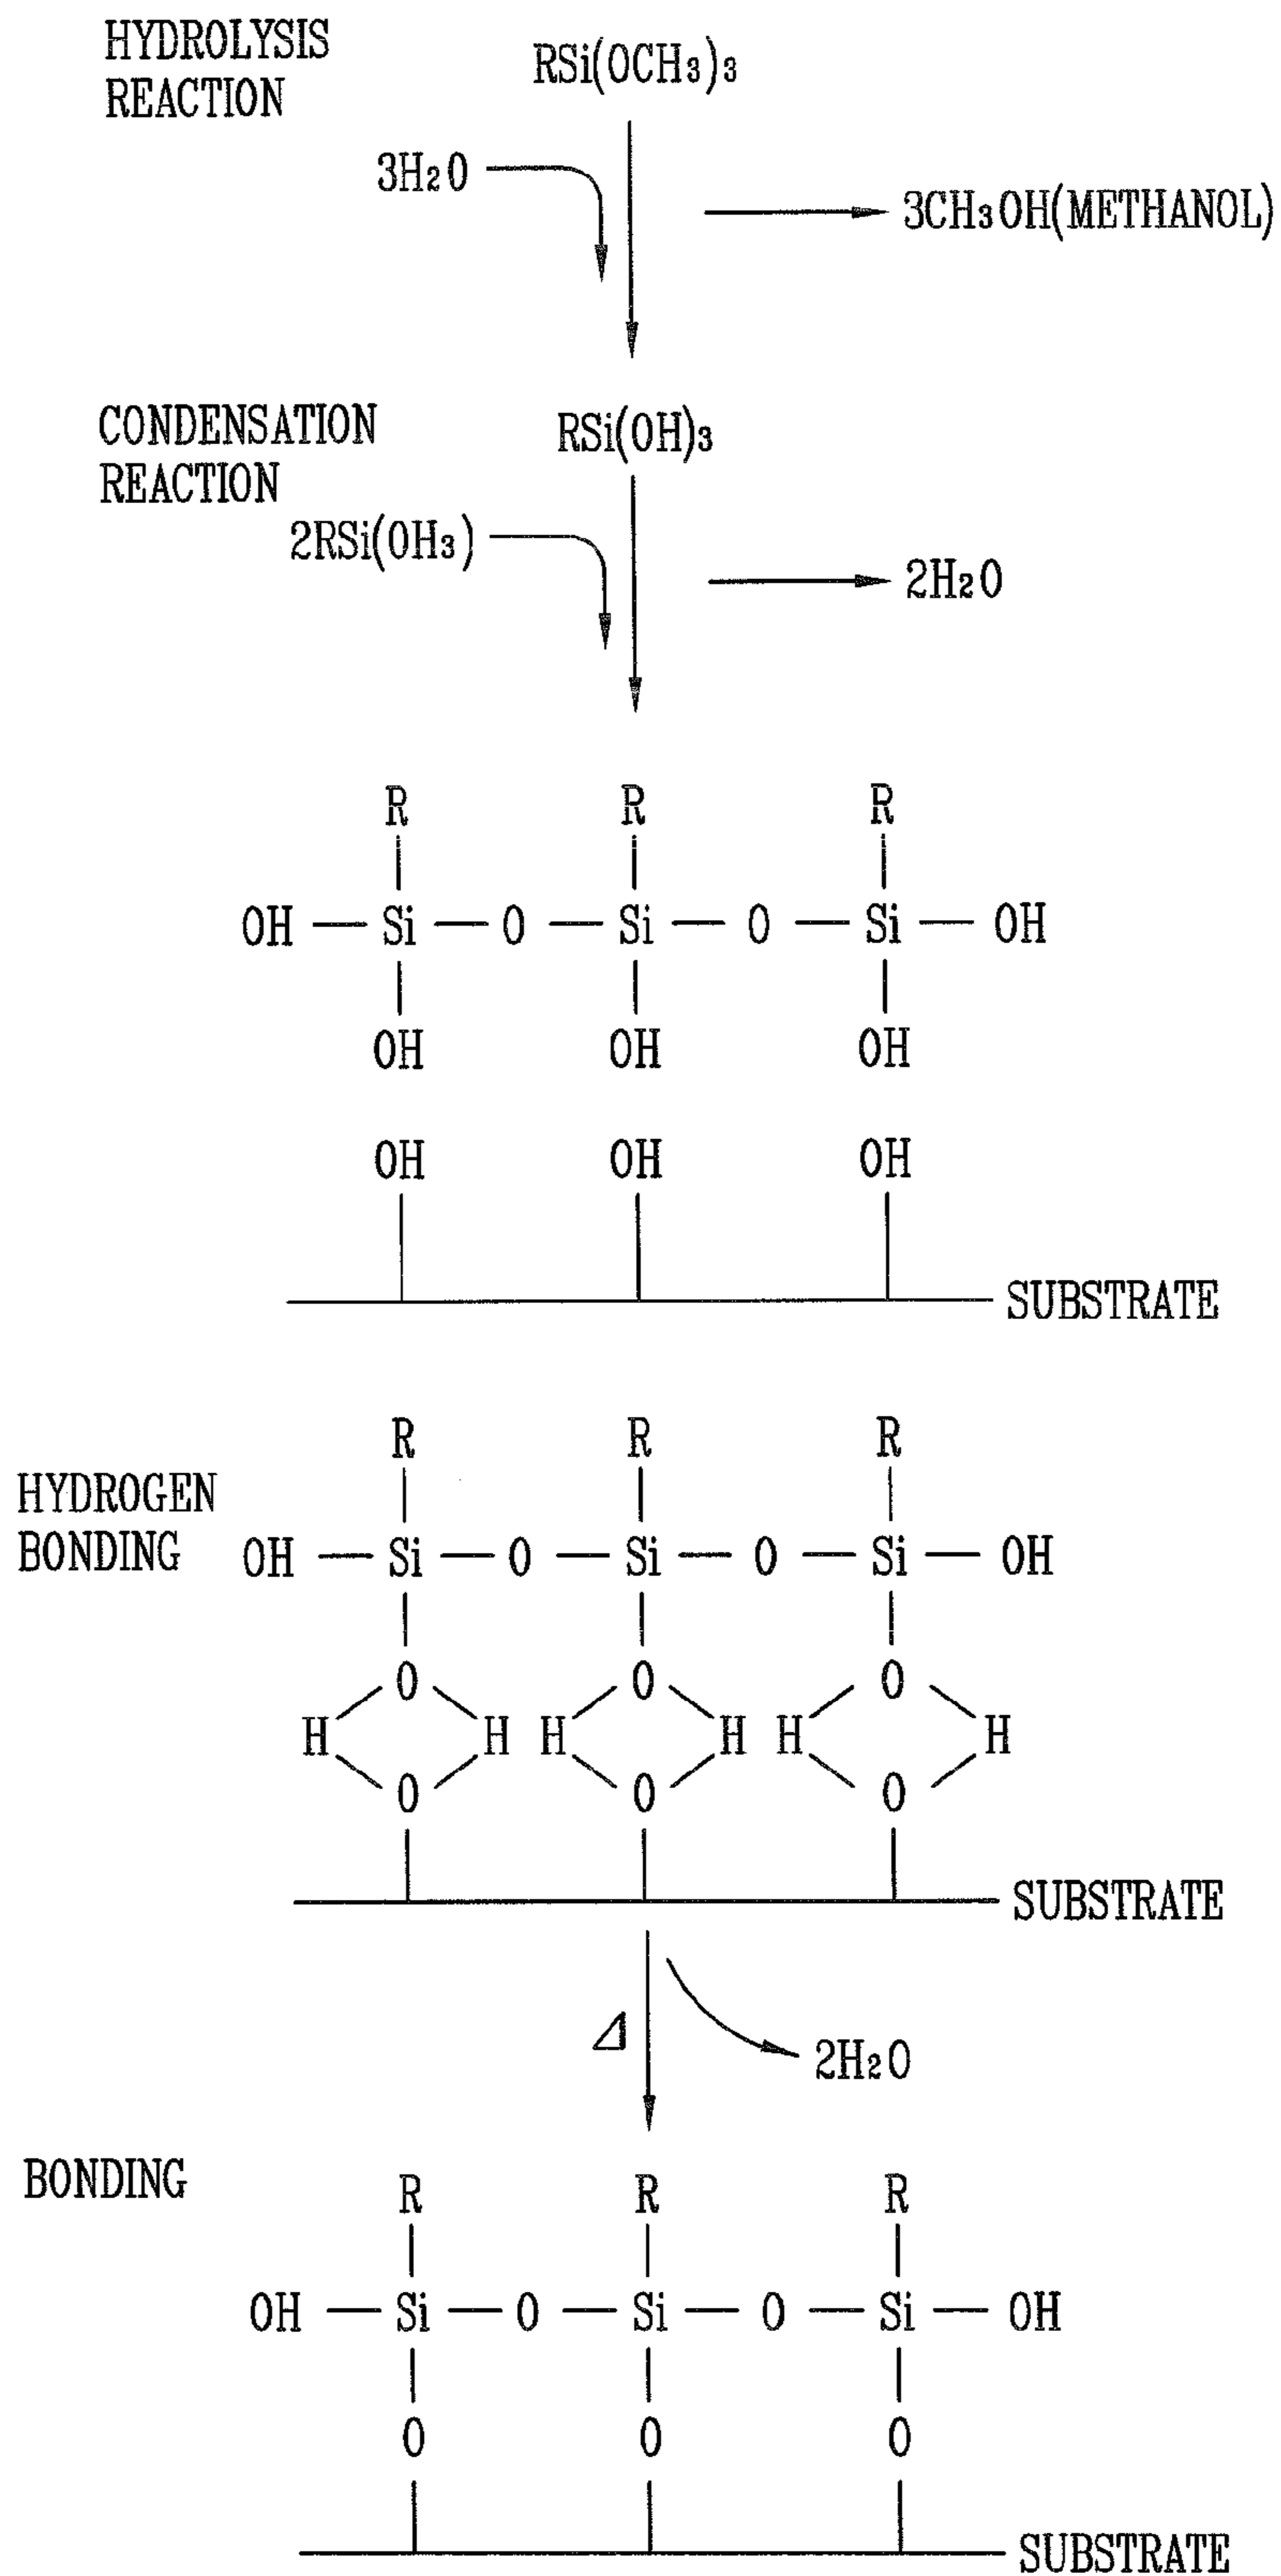 HYDROLYSIS
REACTION
RSi(OCH3)3
3H2O
3CH3OH(METHANOL)
CONDENSATION
REACTION
RSi(OH)3
2RSi(OH3)
2H2O
R R R
OH — Si — O — Si — O — Si — OH
OH OH OH
OH OH OH
SUBSTRATE
HYDROGEN
BONDING
R R R
OH — Si — O — Si — O — Si — OH
O O O
H H H H H H
O O O
SUBSTRATE
Δ
2H2O
BONDING
R R R
OH — Si — O — Si — O — Si — OH
O O O
SUBSTRATE